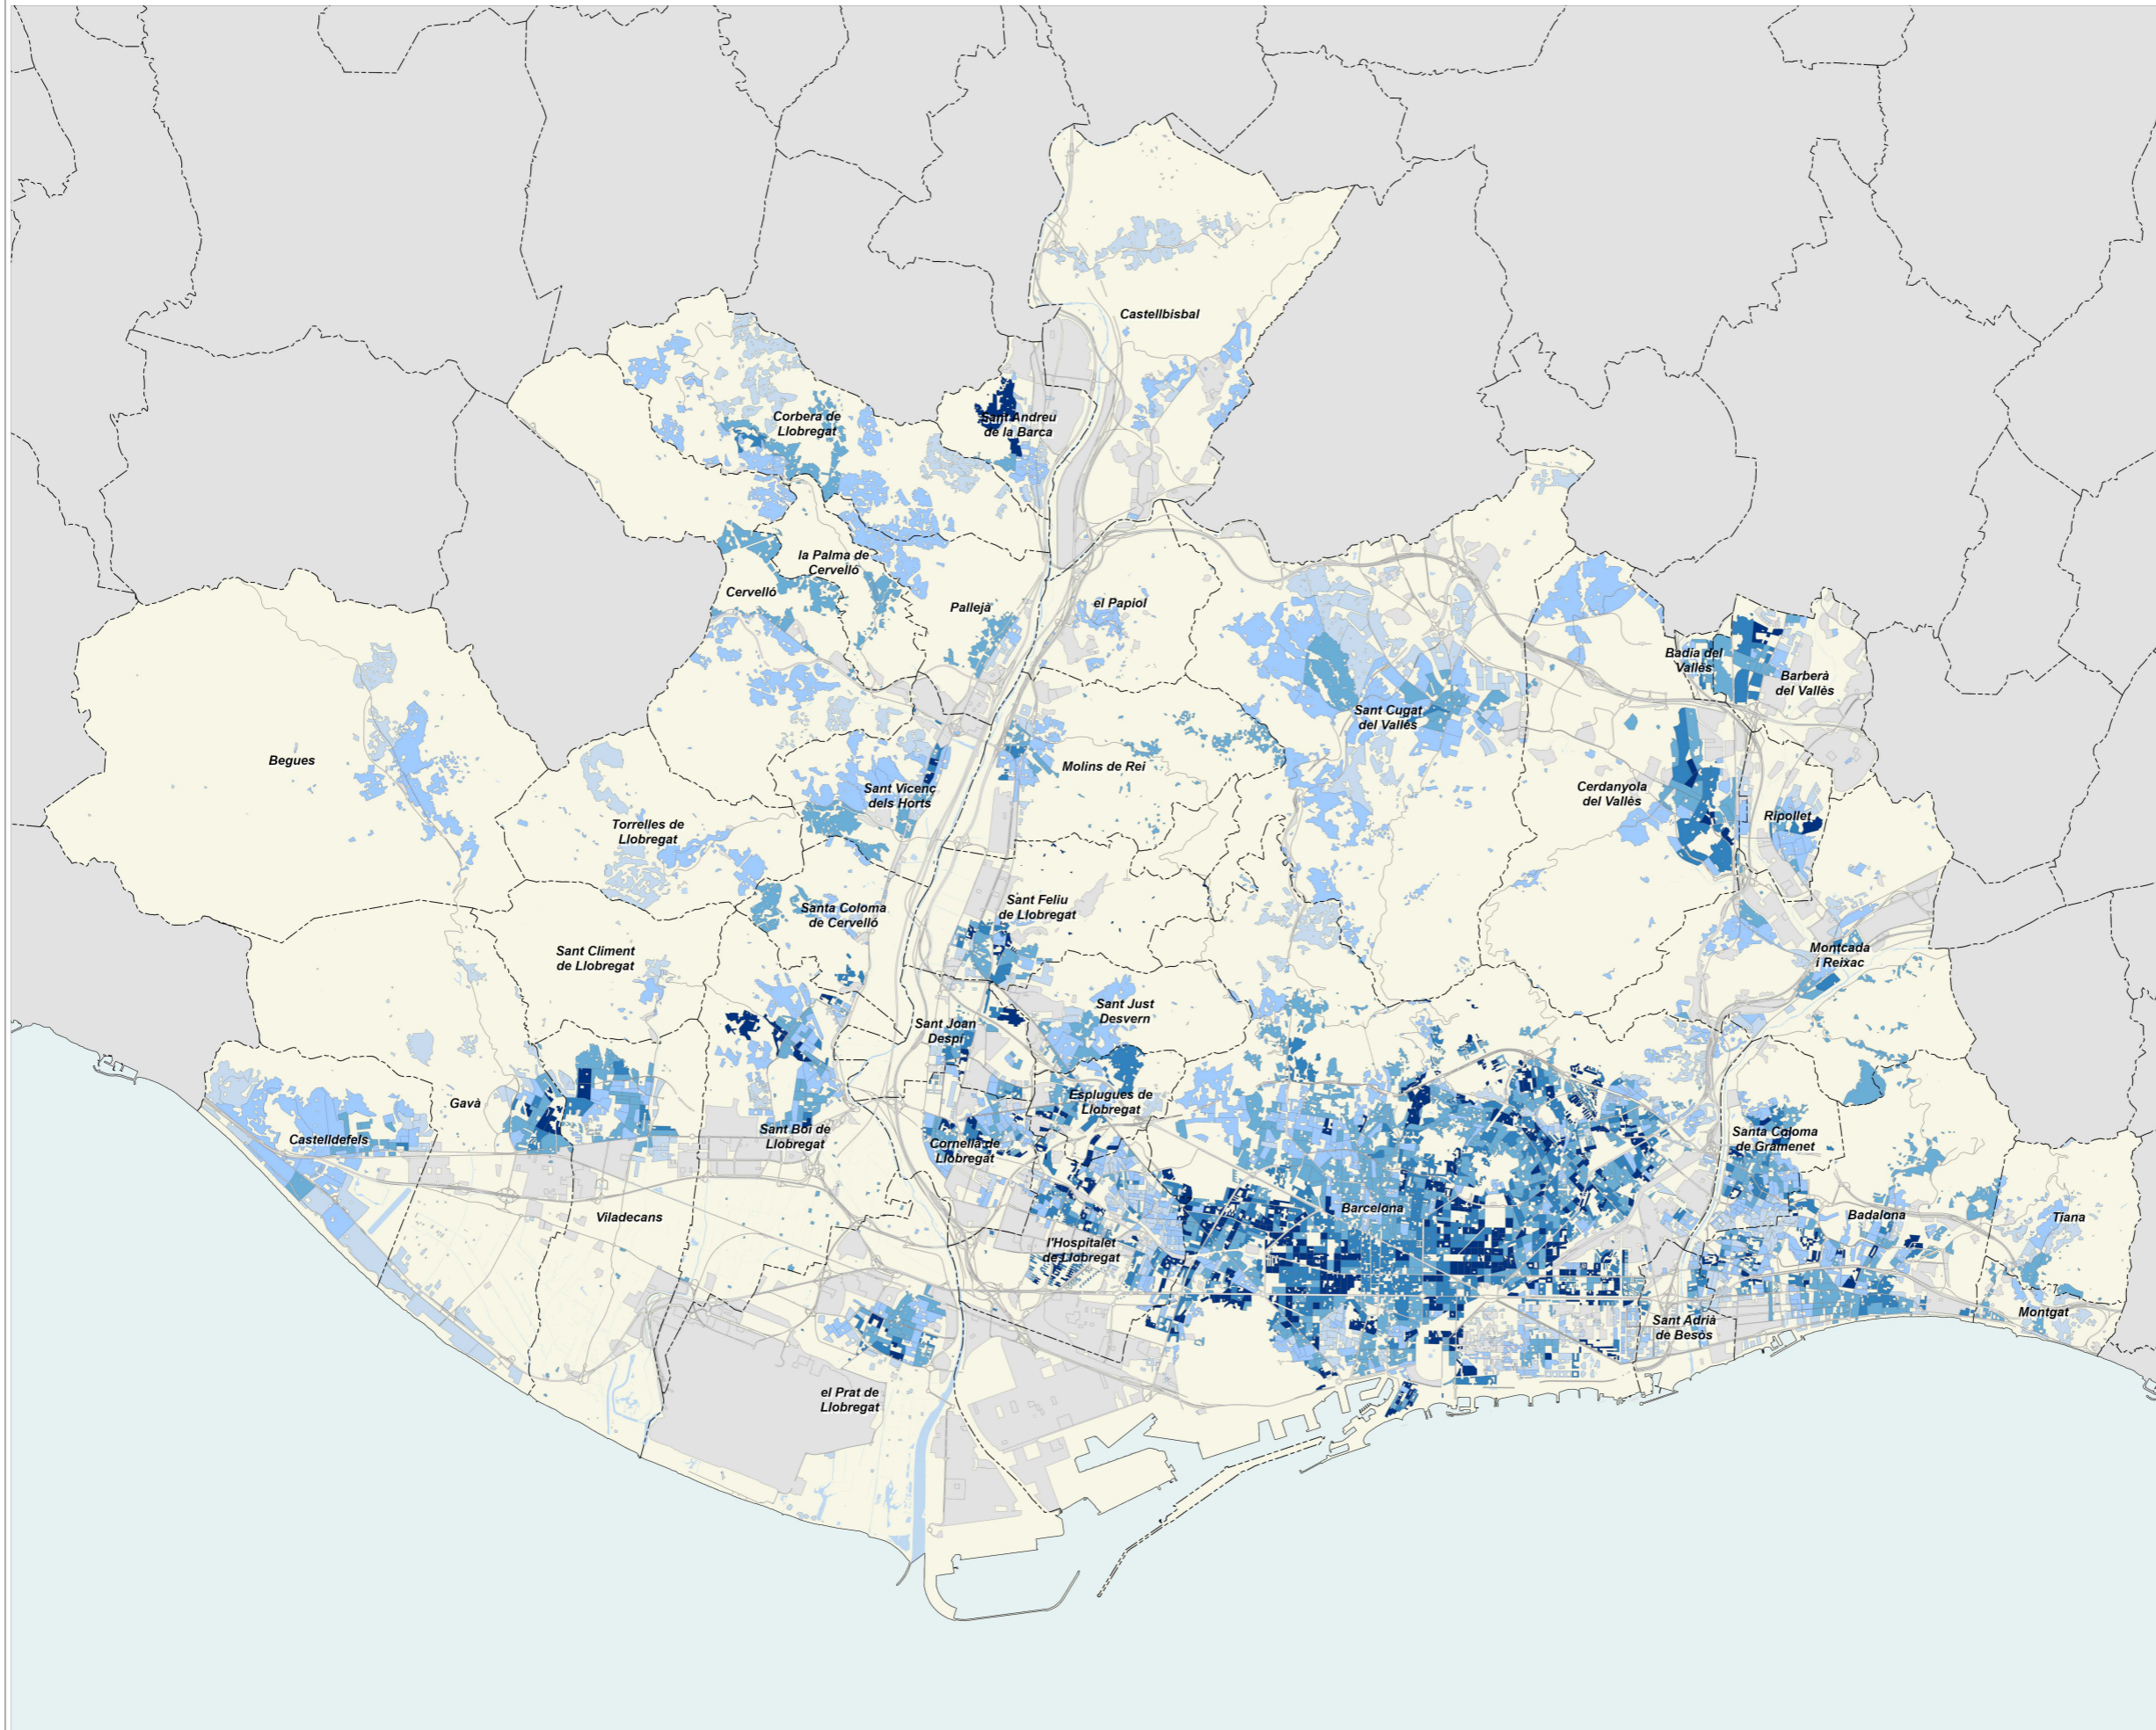 Castellbisbal
Corbera de
Llobregat
Sant Andreu
de la Barca
la Palma de
Cervelló
Cervelló
Pallejà
el Papiol
Badia del
Vallès
Barberà
del Vallès
Sant Cugat
del Vallès
Begues
Molins de Rei
Sant Vicenç
dels Horts
Cerdanyola
del Vallès
Ripollet
Torrelles de
Llobregat
Sant Feliu
de Llobregat
Santa Coloma
de Cervelló
Sant Climent
de Llobregat
Montcada
i Reixac
Sant Just
Desvern
Sant Joan
Despí
Gavà
Esplugues de
Llobregat
Castelldefels
Sant Boi de
Llobregat
Cornellà de
Llobregat
Santa Coloma
de Gramenet
Viladecans
Barcelona
Badalona
Tiana
l'Hospitalet
de Llobregat
Montgat
Sant Adrià
de Besòs
el Prat de
Llobregat